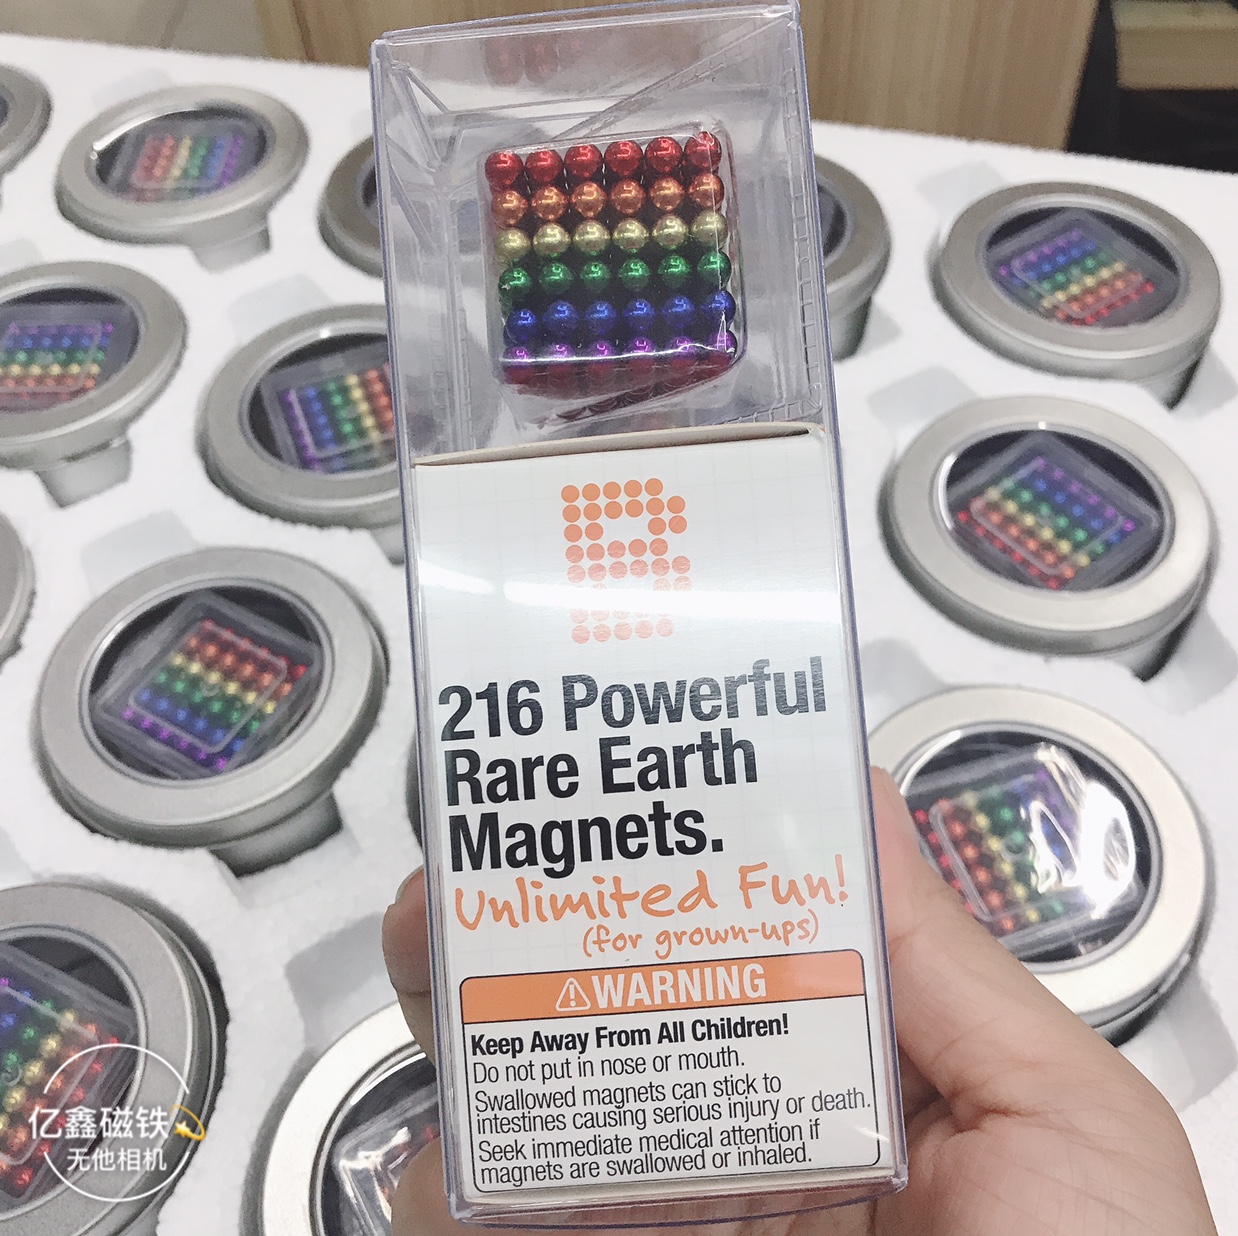 216 Powerful
Rare Earth
Magnets.
Unlimited Fun!
(for grown-ups)
WARNING
Keep Away From All Children!
Do not put in nose or mouth.
Swallowed magnets can stick to
intestines causing serious injury or death.
Seek immediate medical attention if
magnets are swallowed or inhaled.
亿鑫磁铁
无他相机